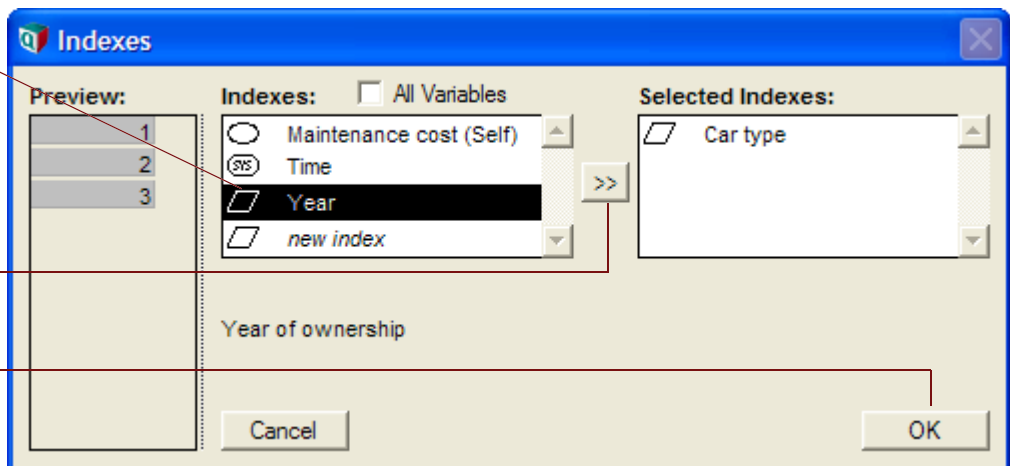 Indexes
Preview:
1
2
3
Indexes:
All Variables
Maintenance cost (Self)
SYS Time
Year
new index
>>
Selected Indexes:
Car type
Year of ownership
Cancel
OK